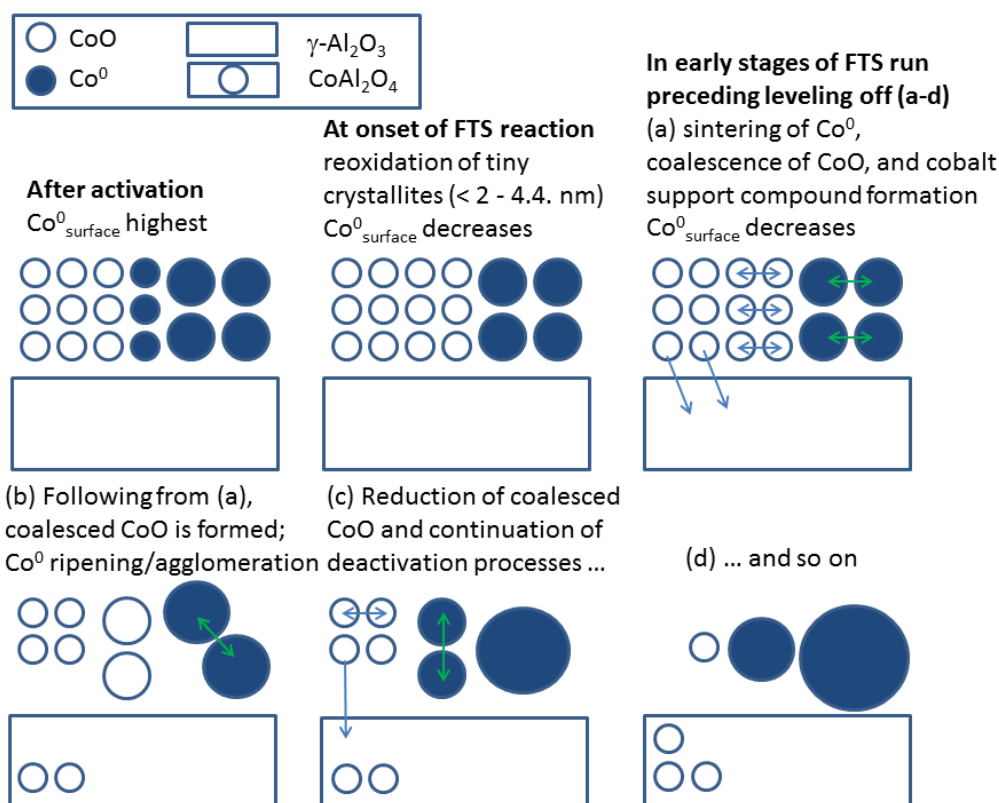 CoO
γ-Al₂O₃
Co⁰
CoAl₂O₄
After activation
Co⁰surface highest
At onset of FTS reaction
reoxidation of tiny
crystallites (< 2 - 4.4. nm)
Co⁰surface decreases
In early stages of FTS run
preceding leveling off (a-d)
(a) sintering of Co⁰,
coalescence of CoO, and cobalt
support compound formation
Co⁰surface decreases
(b) Following from (a),
coalesced CoO is formed;
Co⁰ ripening/agglomeration
(c) Reduction of coalesced
CoO and continuation of
deactivation processes ...
(d) ... and so on